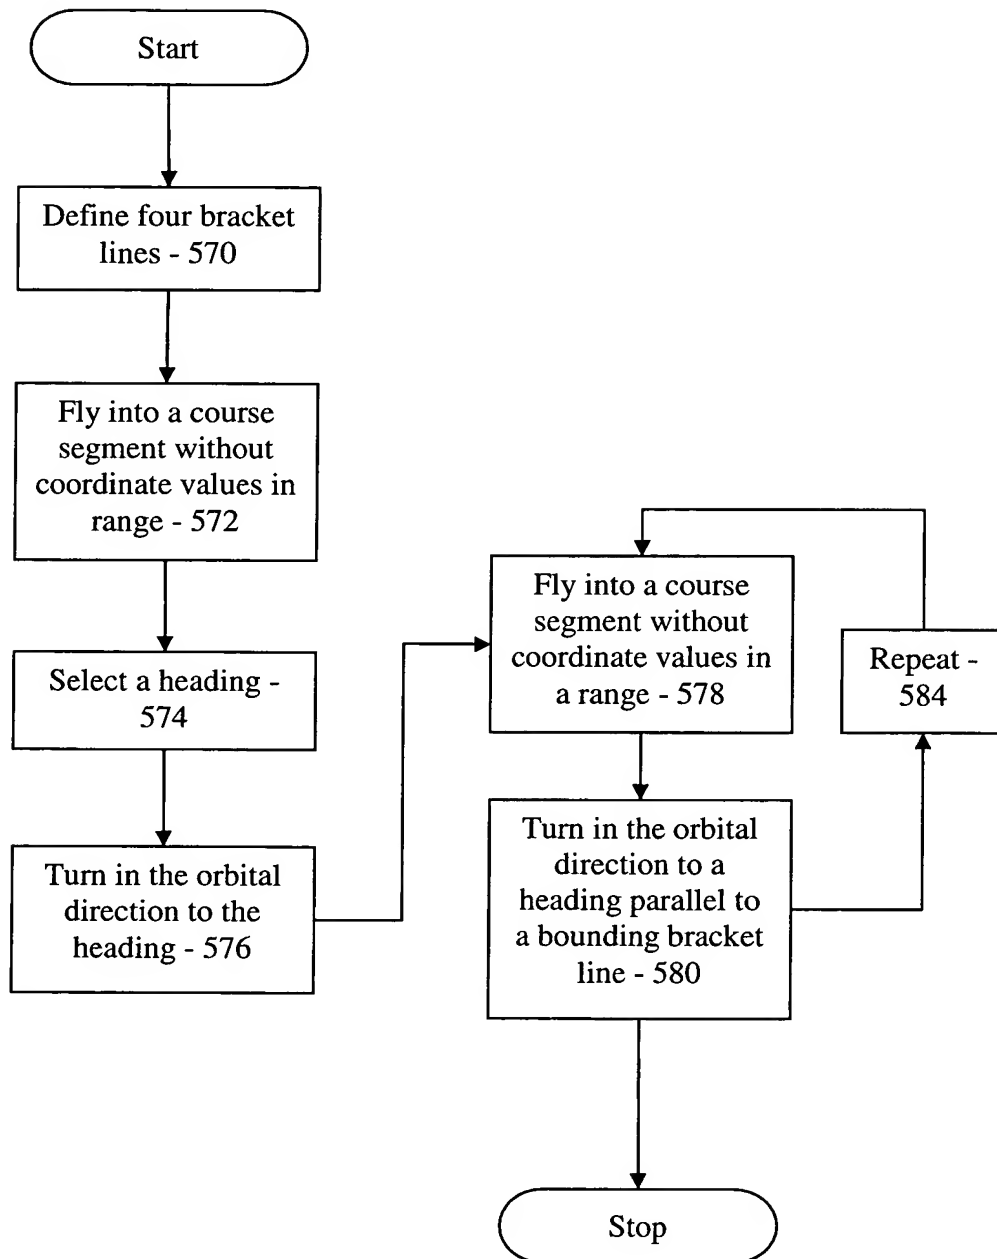 Start
Define four bracket
lines - 570
Fly into a course
segment without
coordinate values in
range - 572
Select a heading -
574
Turn in the orbital
direction to the
heading - 576
Fly into a course
segment without
coordinate values in
a range - 578
Turn in the orbital
direction to a
heading parallel to
a bounding bracket
line - 580
Repeat -
584
Stop